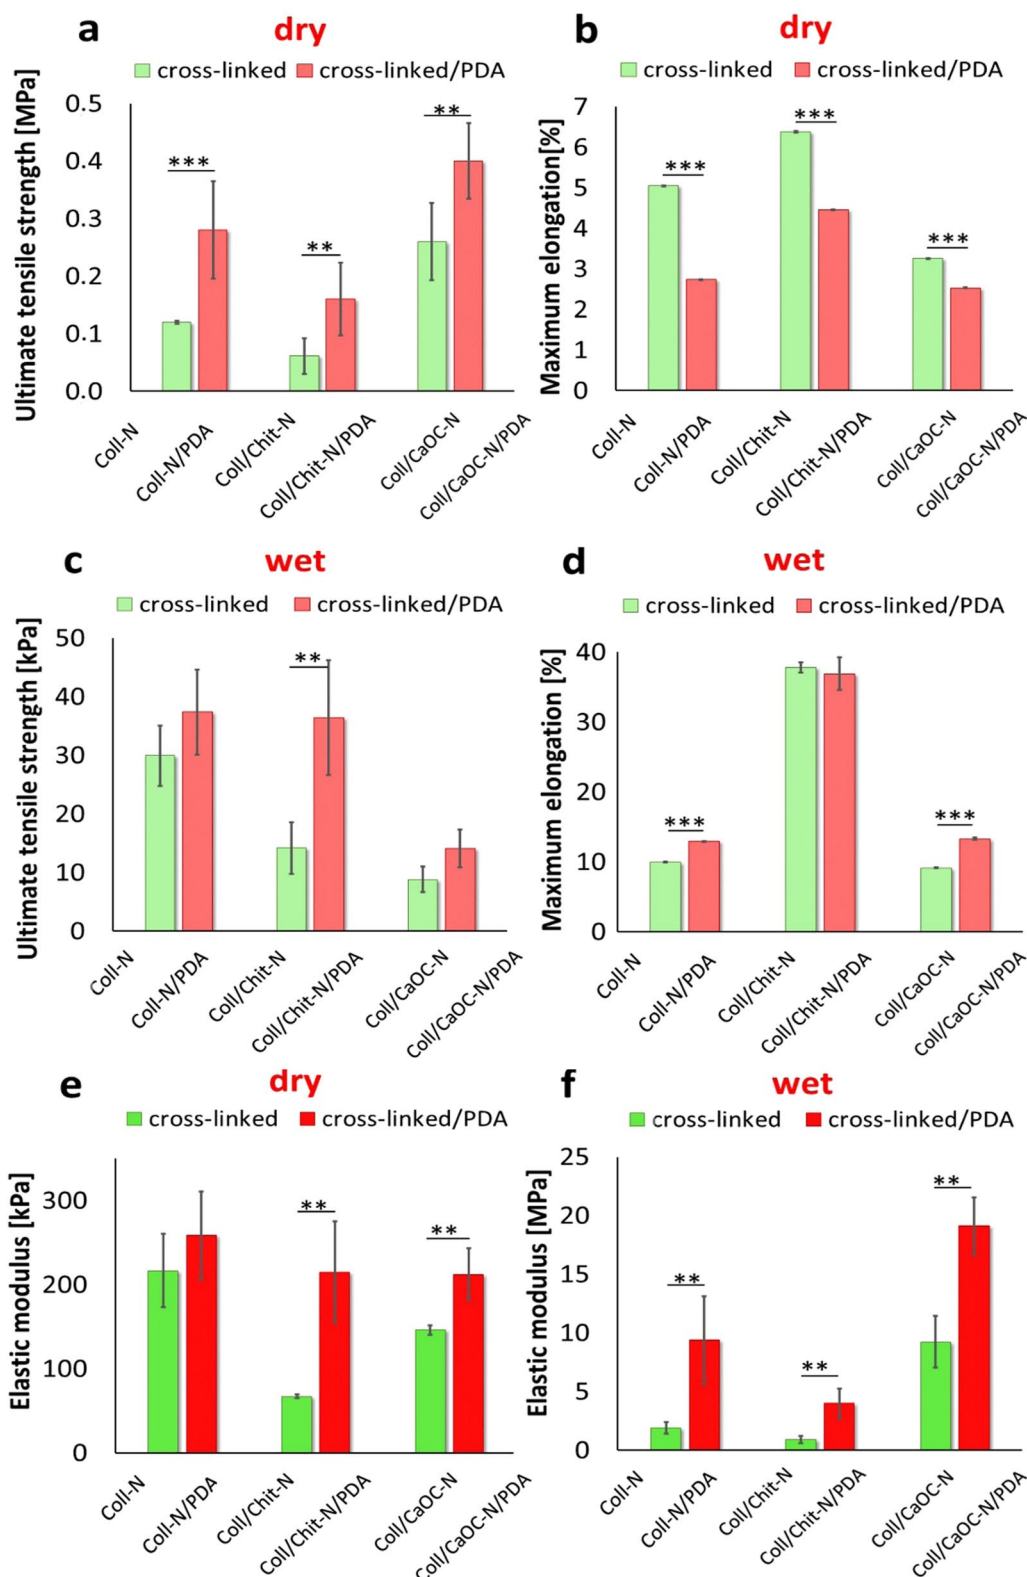 a
dry
cross-linked
cross-linked/PDA
Ultimate tensile strength [MPa]
0.5
0.4
0.3
0.2
0.1
0.0
***
**
**
Coll-N
Coll-N/PDA
Coll/Chit-N
Coll/Chit-N/PDA
Coll/CaOC-N
Coll/CaOC-N/PDA
b
dry
cross-linked
cross-linked/PDA
Maximum elongation[%]
7
6
5
4
3
2
1
0
***
***
***
Coll-N
Coll-N/PDA
Coll/Chit-N
Coll/Chit-N/PDA
Coll/CaOC-N
Coll/CaOC-N/PDA
c
wet
cross-linked
cross-linked/PDA
Ultimate tensile strength [kPa]
50
40
30
20
10
0
**
Coll-N
Coll-N/PDA
Coll/Chit-N
Coll/Chit-N/PDA
Coll/CaOC-N
Coll/CaOC-N/PDA
d
wet
cross-linked
cross-linked/PDA
Maximum elongation [%]
40
30
20
10
0
***
***
Coll-N
Coll-N/PDA
Coll/Chit-N
Coll/Chit-N/PDA
Coll/CaOC-N
Coll/CaOC-N/PDA
e
dry
cross-linked
cross-linked/PDA
Elastic modulus [kPa]
300
200
100
0
**
**
Coll-N
Coll-N/PDA
Coll/Chit-N
Coll/Chit-N/PDA
Coll/CaOC-N
Coll/CaOC-N/PDA
f
wet
cross-linked
cross-linked/PDA
Elastic modulus [MPa]
25
20
15
10
5
0
**
**
**
Coll-N
Coll-N/PDA
Coll/Chit-N
Coll/Chit-N/PDA
Coll/CaOC-N
Coll/CaOC-N/PDA